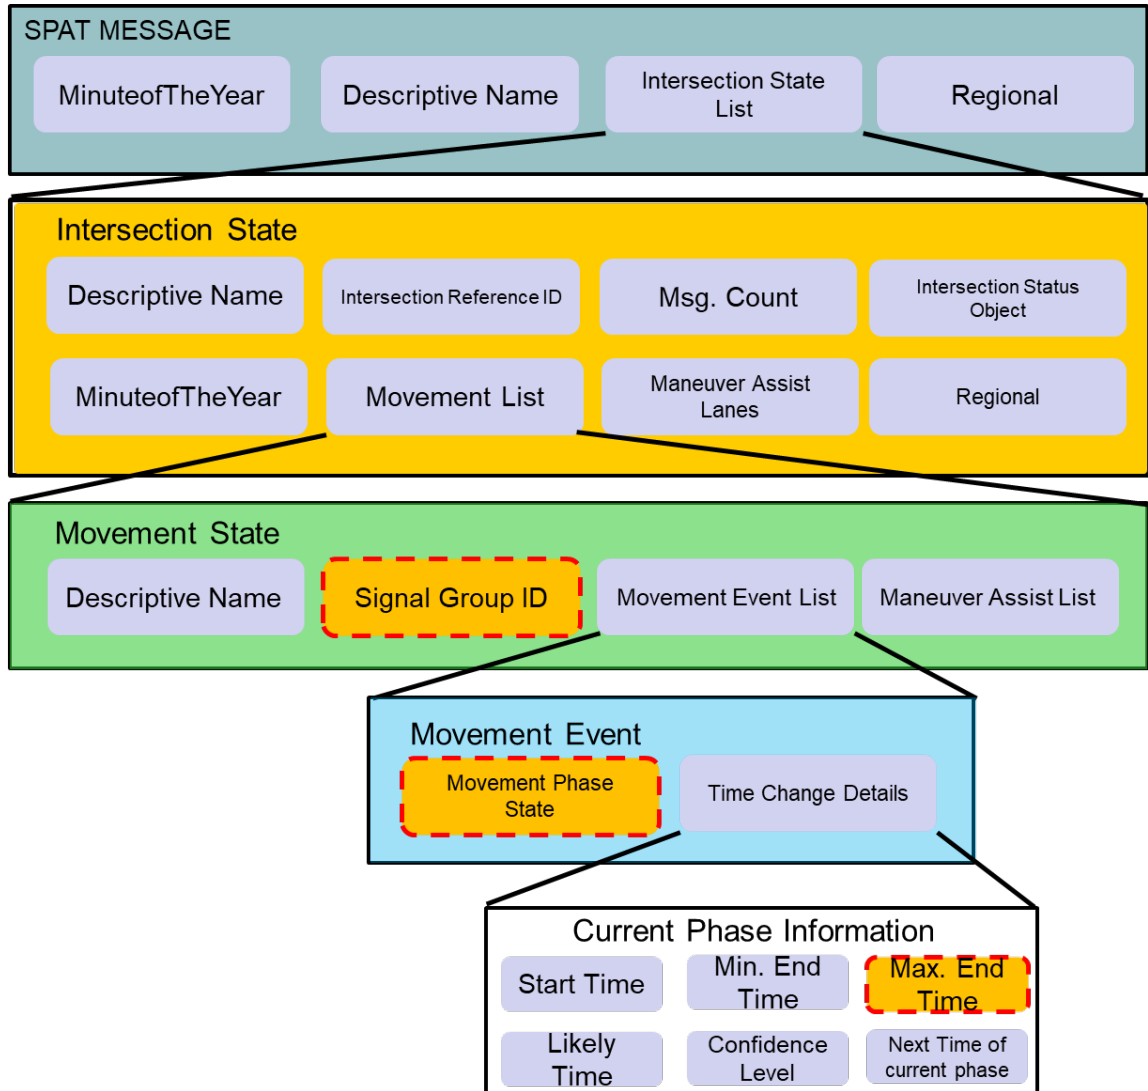 SPAT MESSAGE
MinuteofTheYear
Descriptive Name
Intersection State
List
Regional
Intersection State
Descriptive Name
Intersection Reference ID
Msg. Count
Intersection Status
Object
MinuteofTheYear
Movement List
Maneuver Assist
Lanes
Regional
Movement State
Descriptive Name
Signal Group ID
Movement Event List
Maneuver Assist List
Movement Event
Movement Phase
State
Time Change Details
Current Phase Information
Start Time
Min. End
Time
Max. End
Time
Likely
Time
Confidence
Level
Next Time of
current phase